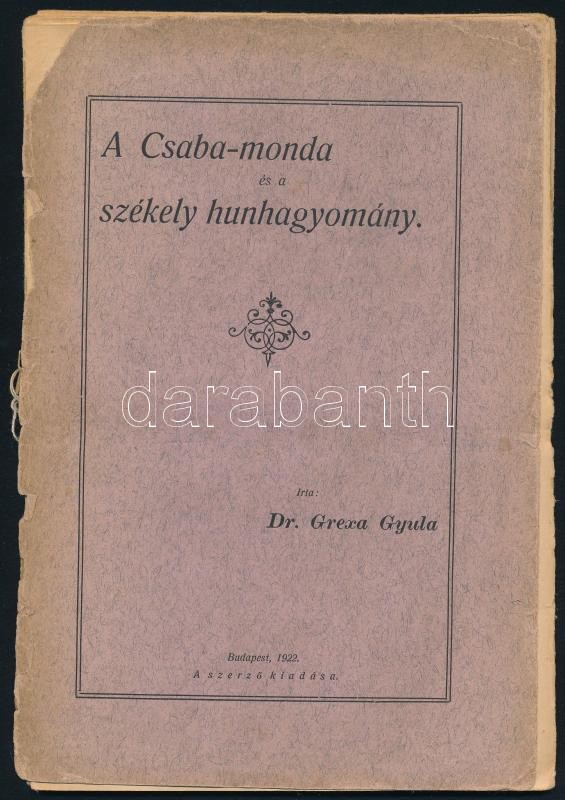 A Csaba-monda
és a
székely hunhagyomány.
darabanth
Irta:
Dr. Grexa Gyula
Budapest, 1922.
A szerző kiadása.